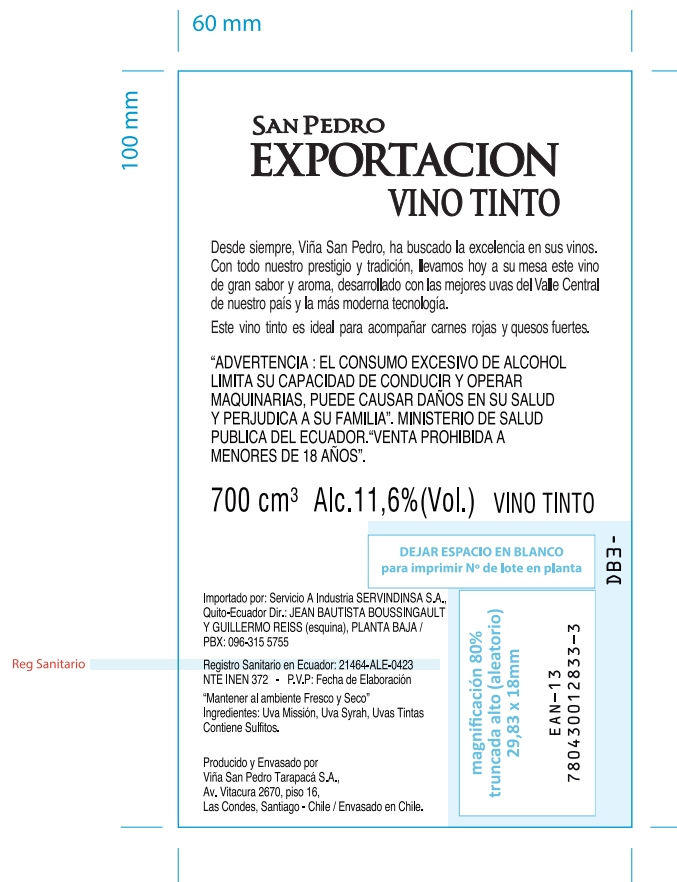 60 mm
100 mm
SAN PEDRO
EXPORTACION
VINO TINTO
Desde siempre, Viña San Pedro, ha buscado la excelencia en sus vinos.
Con todo nuestro prestigio y tradición, llevamos hoy a su mesa este vino
de gran sabor y aroma, desarrollado con las mejores uvas del Valle Central
de nuestro país y la más moderna tecnología.
Este vino tinto es ideal para acompañar carnes rojas y quesos fuertes.
“ADVERTENCIA : EL CONSUMO EXCESIVO DE ALCOHOL
LIMITA SU CAPACIDAD DE CONDUCIR Y OPERAR
MAQUINARIAS, PUEDE CAUSAR DAÑOS EN SU SALUD
Y PERJUDICA A SU FAMILIA”. MINISTERIO DE SALUD
PUBLICA DEL ECUADOR.“VENTA PROHIBIDA A
MENORES DE 18 AÑOS”.
700 cm³ Alc.11,6%(Vol.) VINO TINTO
DEJAR ESPACIO EN BLANCO
para imprimir Nº de lote en planta
DB3-
Importado por: Servicio A Industria SERVINDINSA S.A.,
Quito-Ecuador Dir.: JEAN BAUTISTA BOUSSINGAULT
Y GUILLERMO REISS (esquina), PLANTA BAJA /
PBX: 096-315 5755
Reg Sanitario
Registro Sanitario en Ecuador: 21464-ALE-0423
NTE INEN 372 - P.V.P: Fecha de Elaboración
“Mantener al ambiente Fresco y Seco”
Ingredientes: Uva Missión, Uva Syrah, Uvas Tintas
Contiene Sulfitos.
Producido y Envasado por
Viña San Pedro Tarapacá S.A.,
Av. Vitacura 2670, piso 16,
Las Condes, Santiago - Chile / Envasado en Chile.
magnificación 80%
truncada alto (aleatorio)
29,83 x 18mm
EAN-13
780430012833-3